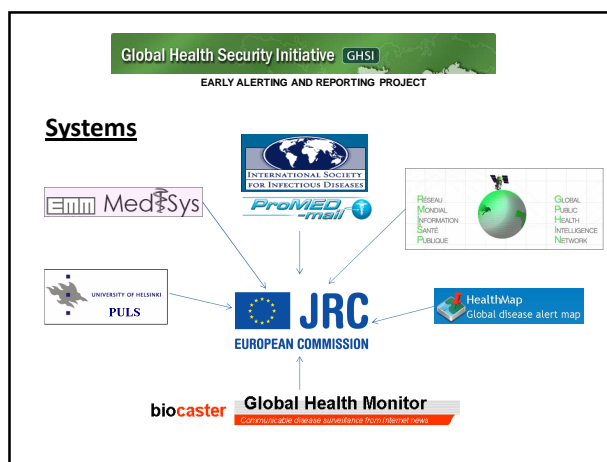 Global Health Security Initiative GHSI
EARLY ALERTING AND REPORTING PROJECT
Systems
INTERNATIONAL SOCIETY
FOR INFECTIOUS DISEASES
ProMED
-mail
EMM MedISys
RÉSEAU
MONDIAL
INFORMATION
SANTÉ
PUBLIQUE
GLOBAL
PUBLIC
HEALTH
INTELLIGENCE
NETWORK
UNIVERSITY OF HELSINKI
PULS
JRC
EUROPEAN COMMISSION
HealthMap
Global disease alert map
biocaster Global Health Monitor
Communicable disease surveillance from Internet news